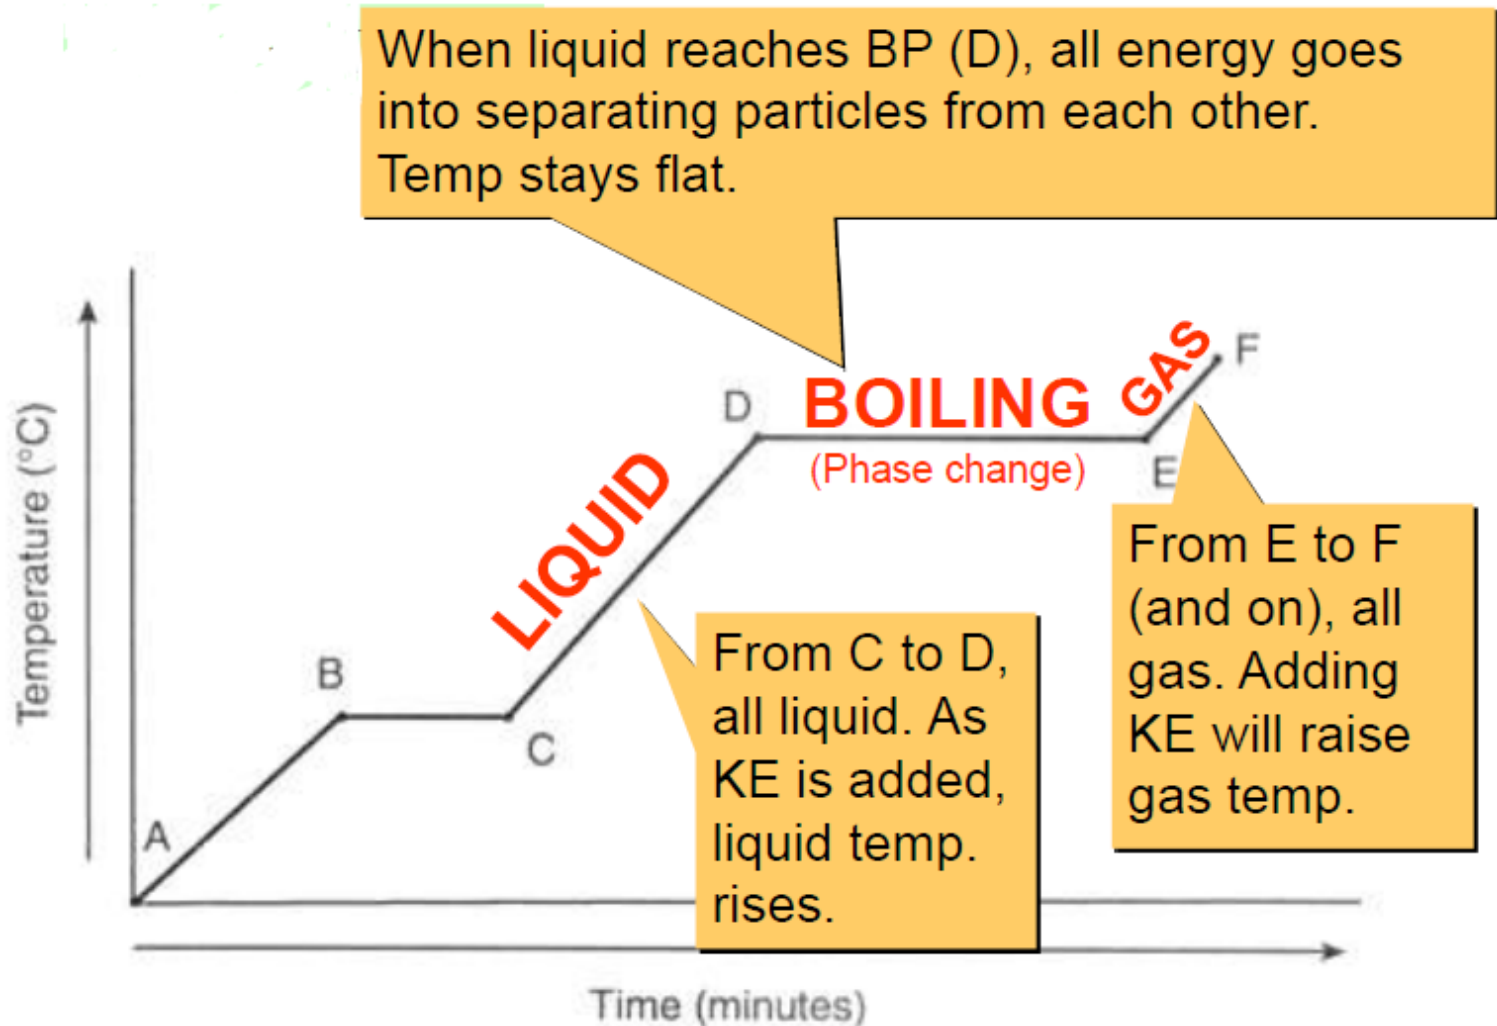 When liquid reaches BP (D), all energy goes
into separating particles from each other.
Temp stays flat.
Temperature (°C)
A
B
C
LIQUID
D
BOILING
(Phase change)
E
GAS
F
From C to D,
all liquid. As
KE is added,
liquid temp.
rises.
From E to F
(and on), all
gas. Adding
KE will raise
gas temp.
Time (minutes)